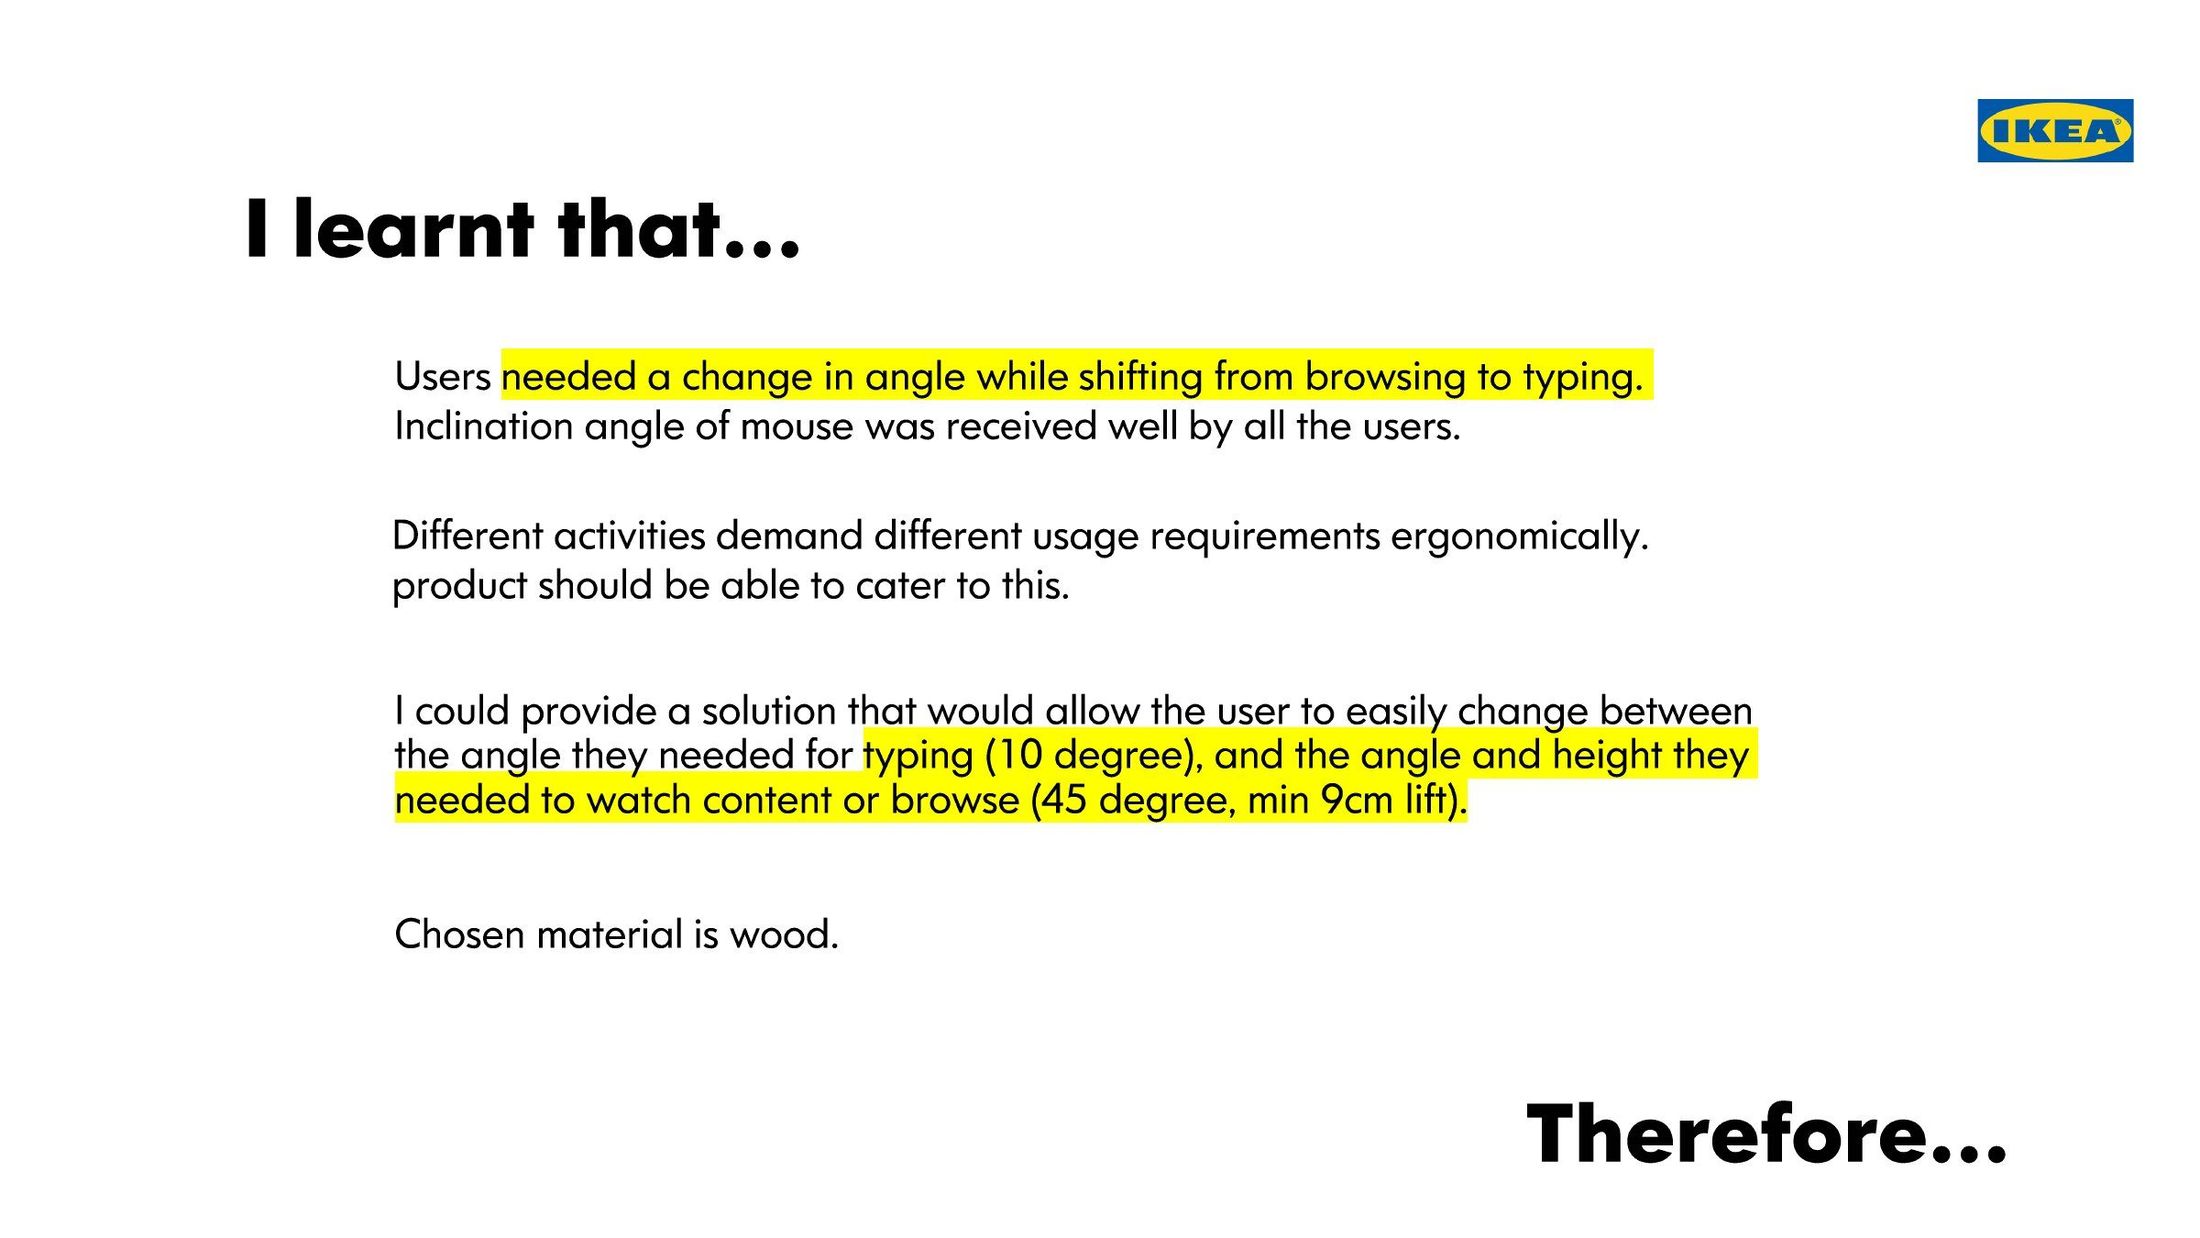 IKEA®
I learnt that...
Users needed a change in angle while shifting from browsing to typing.
Inclination angle of mouse was received well by all the users.
Different activities demand different usage requirements ergonomically.
product should be able to cater to this.
I could provide a solution that would allow the user to easily change between
the angle they needed for typing (10 degree), and the angle and height they
needed to watch content or browse (45 degree, min 9cm lift).
Chosen material is wood.
Therefore...